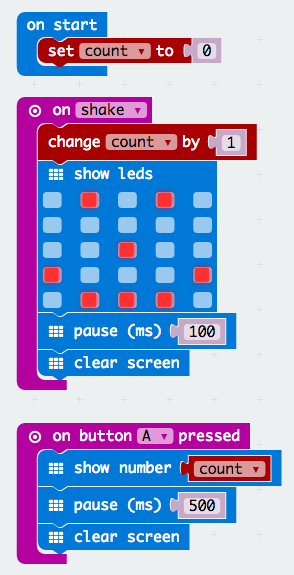 on start
set count to 0
on shake
change count by 1
show leds
pause (ms) 100
clear screen
on button A pressed
show number count
pause (ms) 500
clear screen